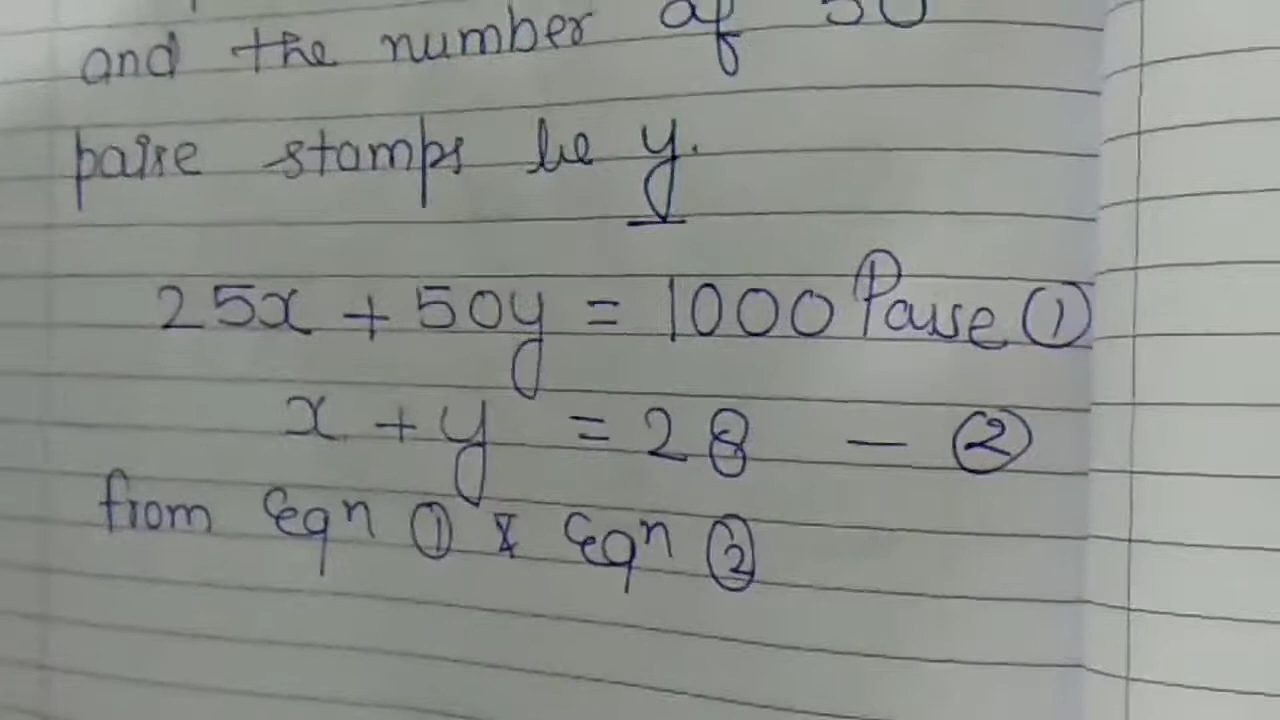 and the number of 50
paise stamps be y.
25x + 50y = 1000 Paise ①
x + y = 28 — ②
from eqn ① & eqn ②